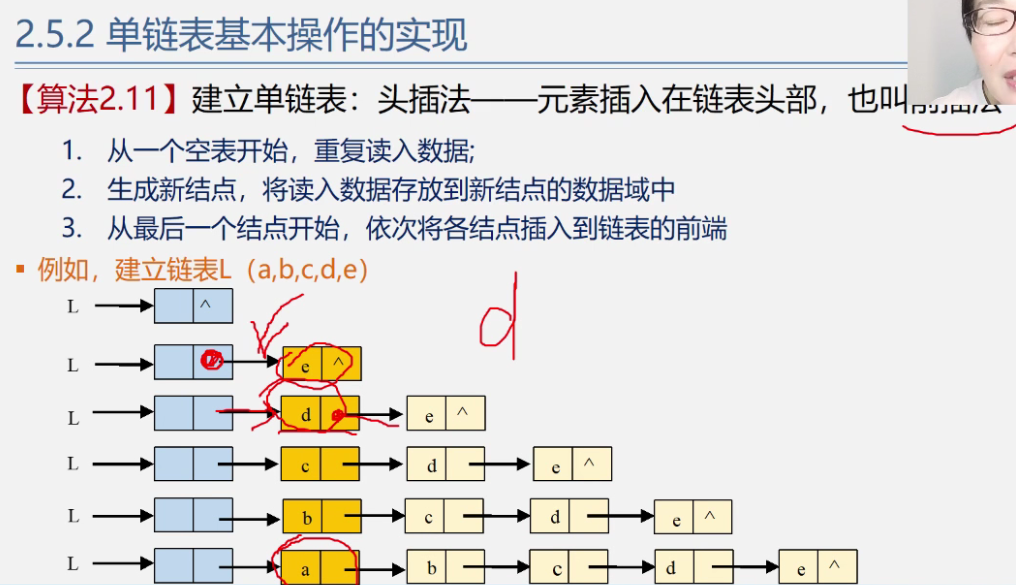 2.5.2 单链表基本操作的实现
【算法2.11】建立单链表:头插法——元素插入在链表头部,也叫前插法
1. 从一个空表开始,重复读入数据;
2. 生成新结点,将读入数据存放到新结点的数据域中
3. 从最后一个结点开始,依次将各结点插入到链表的前端
▪ 例如,建立链表L(a,b,c,d,e)
d
L ^
L e ^
L d e ^
L c d e ^
L b c d e ^
L a b c d e ^